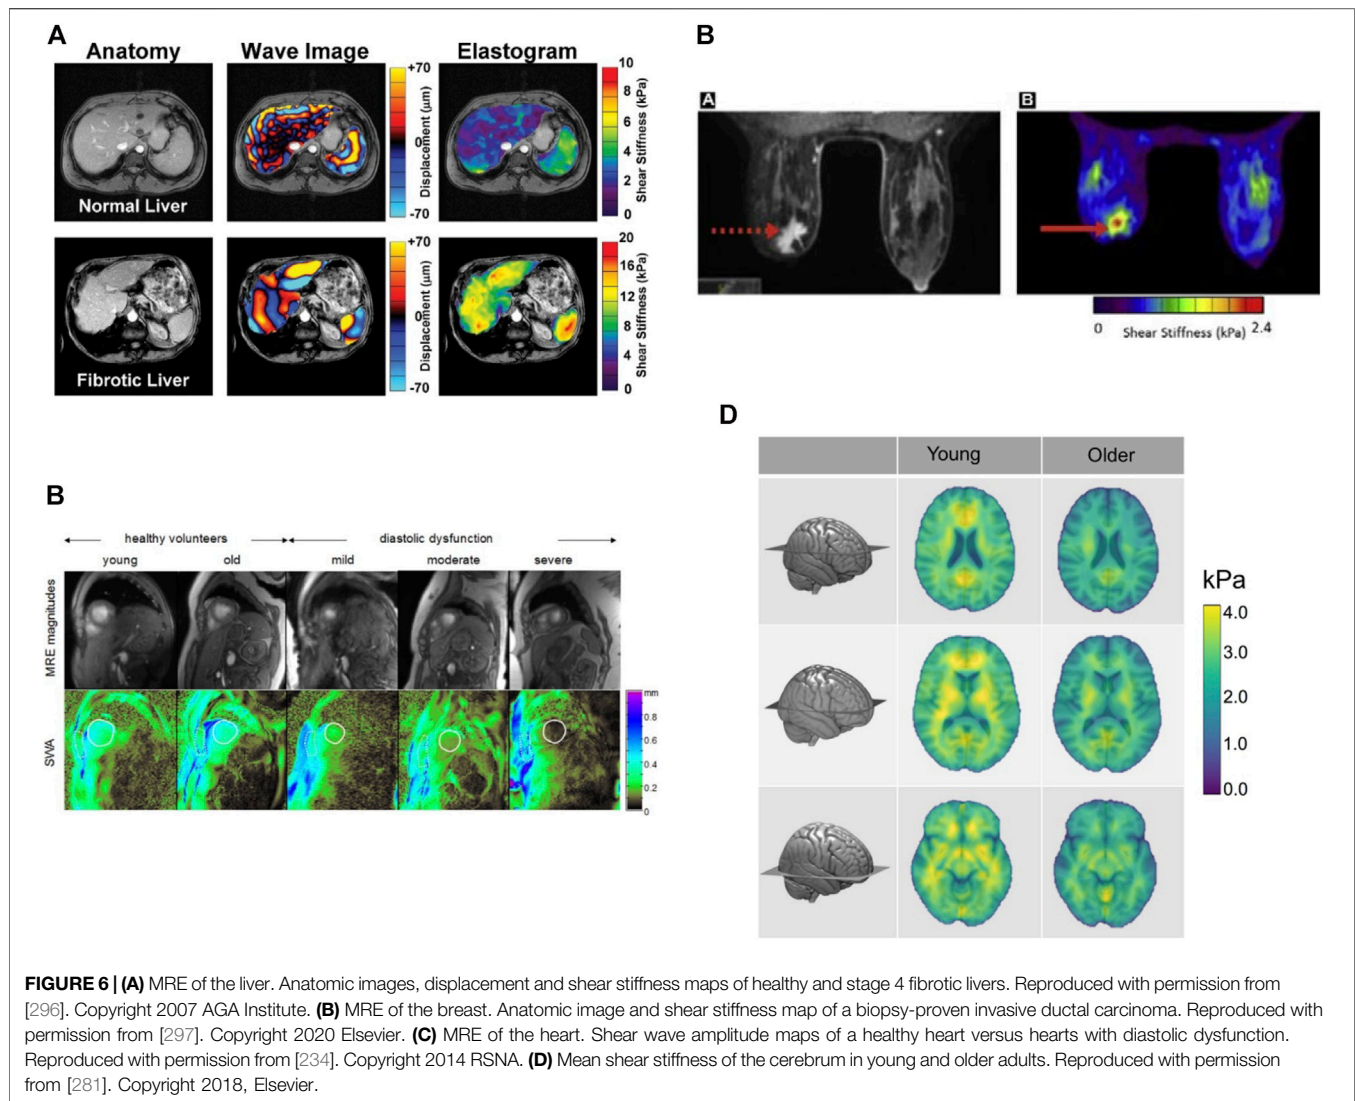 A
Anatomy Wave Image Elastogram
+70
0
-70
Displacement (μm)
10
8
6
4
2
0
Shear Stiffness (kPa)
Normal Liver
+70
0
-70
Displacement (μm)
20
16
12
8
4
0
Shear Stiffness (kPa)
Fibrotic Liver
B
A
B
0 Shear Stiffness (kPa) 2.4
B
healthy volunteers diastolic dysfunction
young old mild moderate severe
MRE magnitudes
SWA
mm
0.8
0.6
0.4
0.2
0
D
Young Older
kPa
4.0
3.0
2.0
1.0
0.0
FIGURE 6 | (A) MRE of the liver. Anatomic images, displacement and shear stiffness maps of healthy and stage 4 fibrotic livers. Reproduced with permission from
[296]. Copyright 2007 AGA Institute. (B) MRE of the breast. Anatomic image and shear stiffness map of a biopsy-proven invasive ductal carcinoma. Reproduced with
permission from [297]. Copyright 2020 Elsevier. (C) MRE of the heart. Shear wave amplitude maps of a healthy heart versus hearts with diastolic dysfunction.
Reproduced with permission from [234]. Copyright 2014 RSNA. (D) Mean shear stiffness of the cerebrum in young and older adults. Reproduced with permission
from [281]. Copyright 2018, Elsevier.